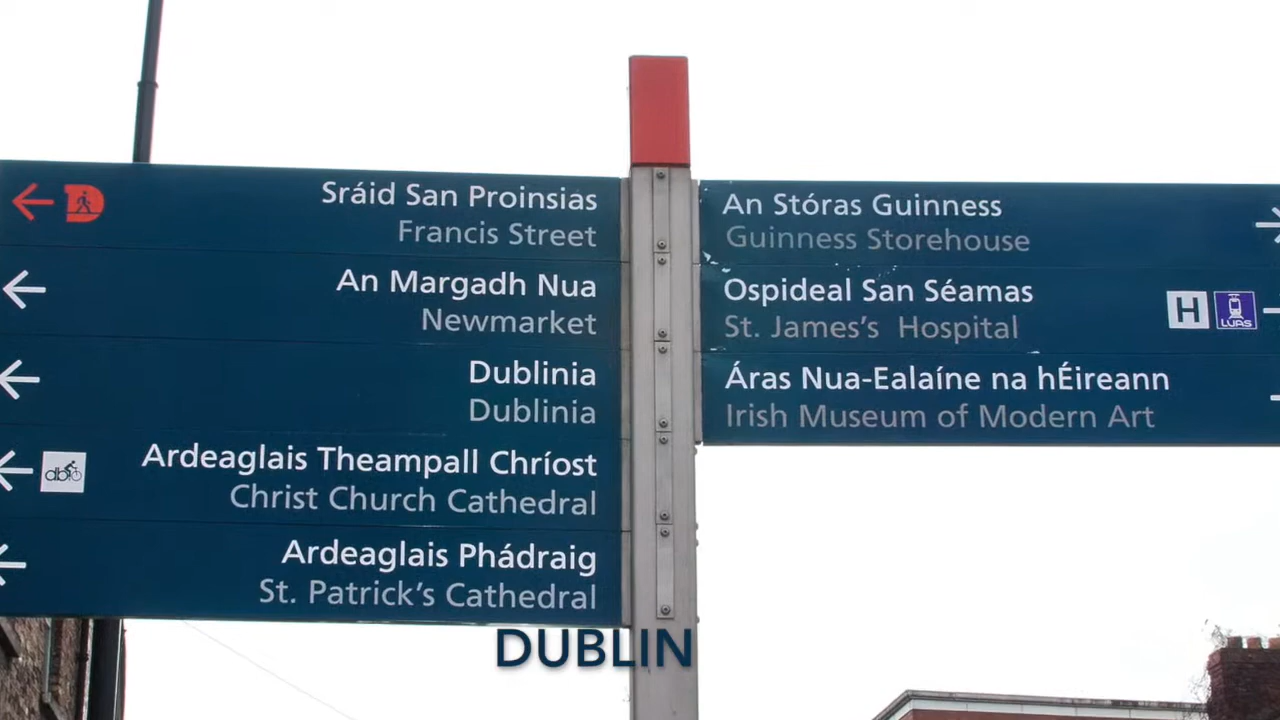 Sráid San Proinsias
Francis Street
An Margadh Nua
Newmarket
Dublinia
Dublinia
Ardeaglais Theampall Chríost
Christ Church Cathedral
db
Ardeaglais Phádraig
St. Patrick's Cathedral
An Stóras Guinness
Guinness Storehouse
Ospideal San Séamas
St. James's Hospital
H
LUAS
Áras Nua-Ealaíne na hÉireann
Irish Museum of Modern Art
DUBLIN